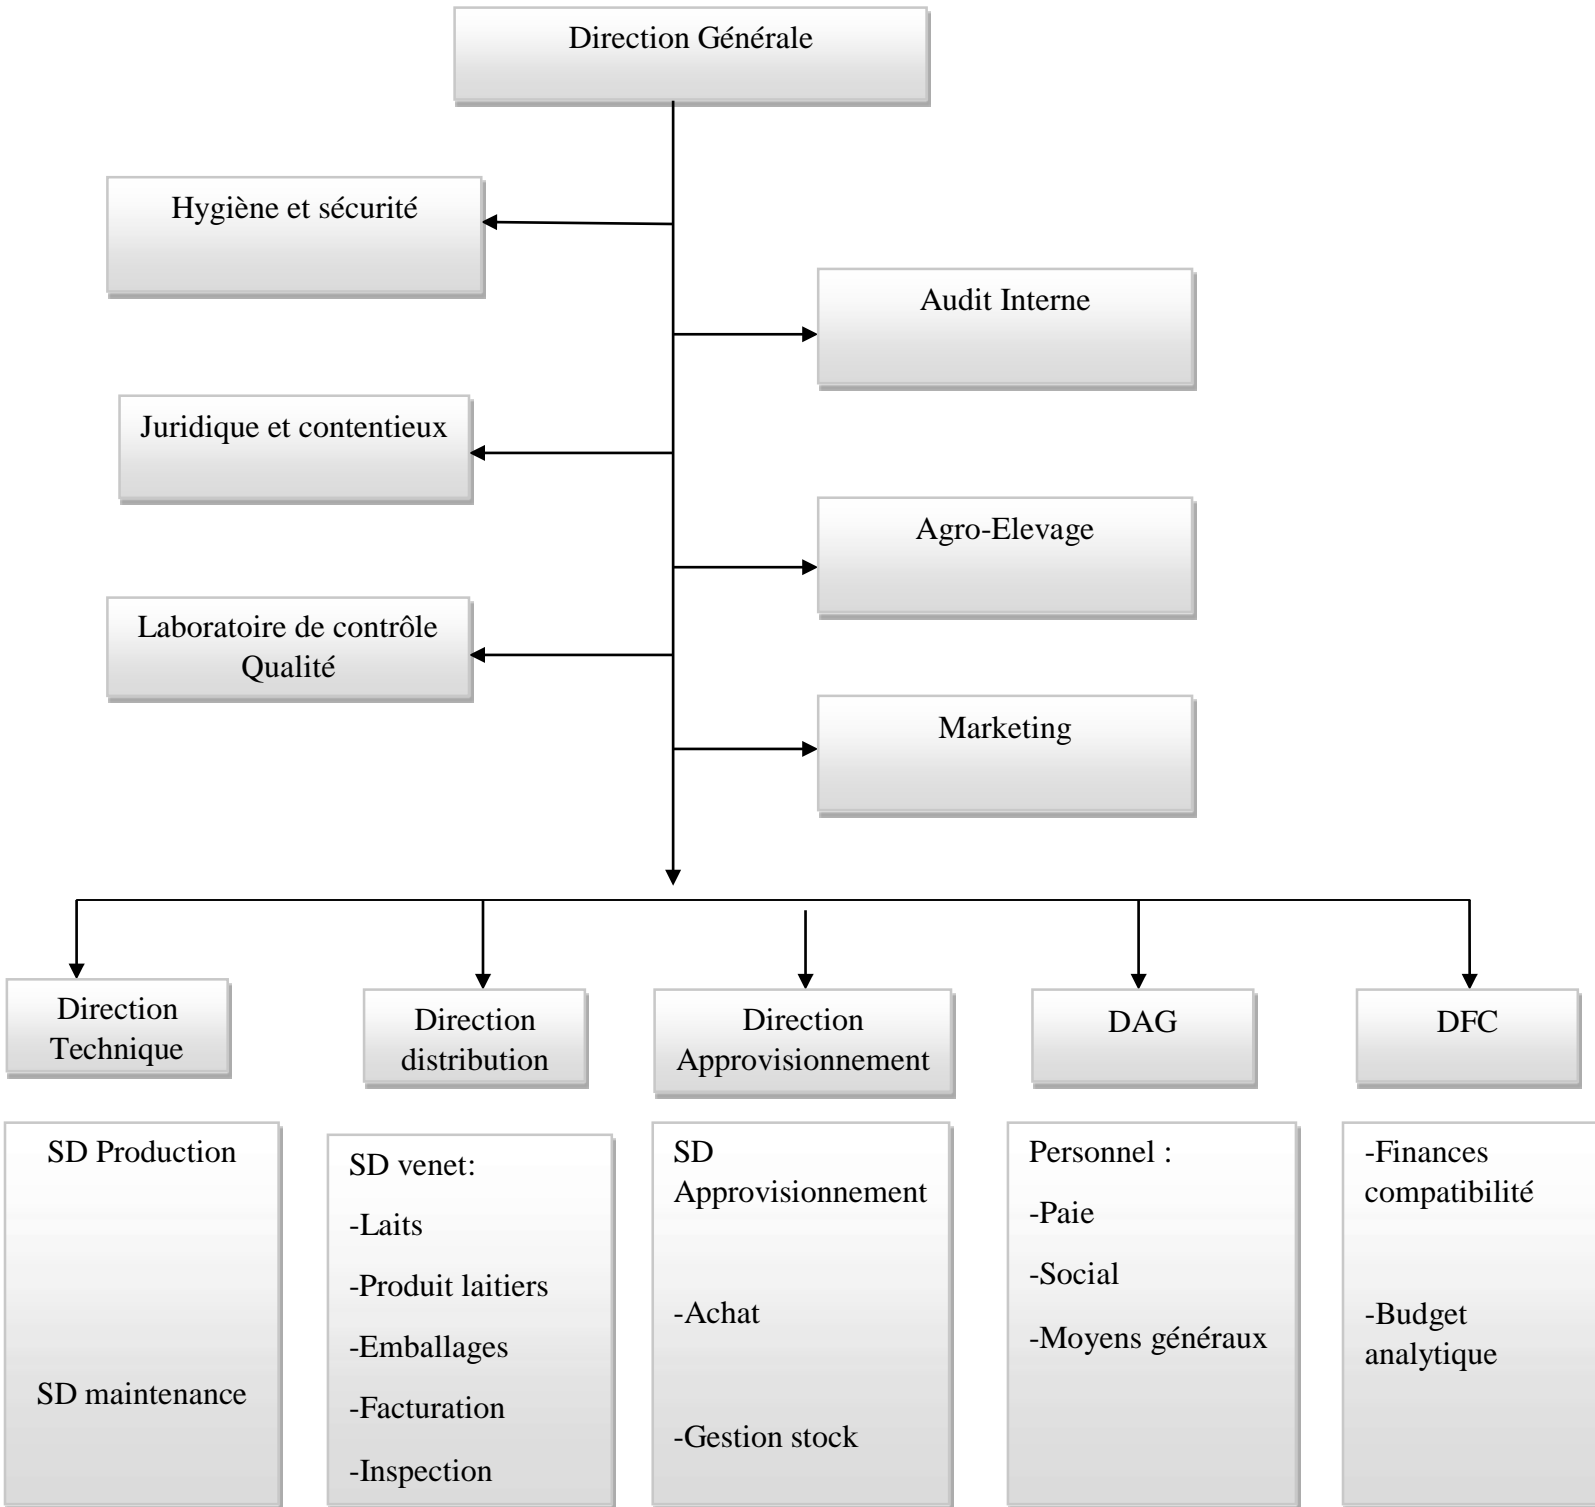 Direction Générale
Hygiène et sécurité
Audit Interne
Juridique et contentieux
Agro-Elevage
Laboratoire de contrôle
Qualité
Marketing
Direction
Technique
Direction
distribution
Direction
Approvisionnement
DAG
DFC
SD Production
SD maintenance
SD venet:
-Laits
-Produit laitiers
-Emballages
-Facturation
-Inspection
SD
Approvisionnement
-Achat
-Gestion stock
Personnel :
-Paie
-Social
-Moyens généraux
-Finances
compatibilité
-Budget
analytique